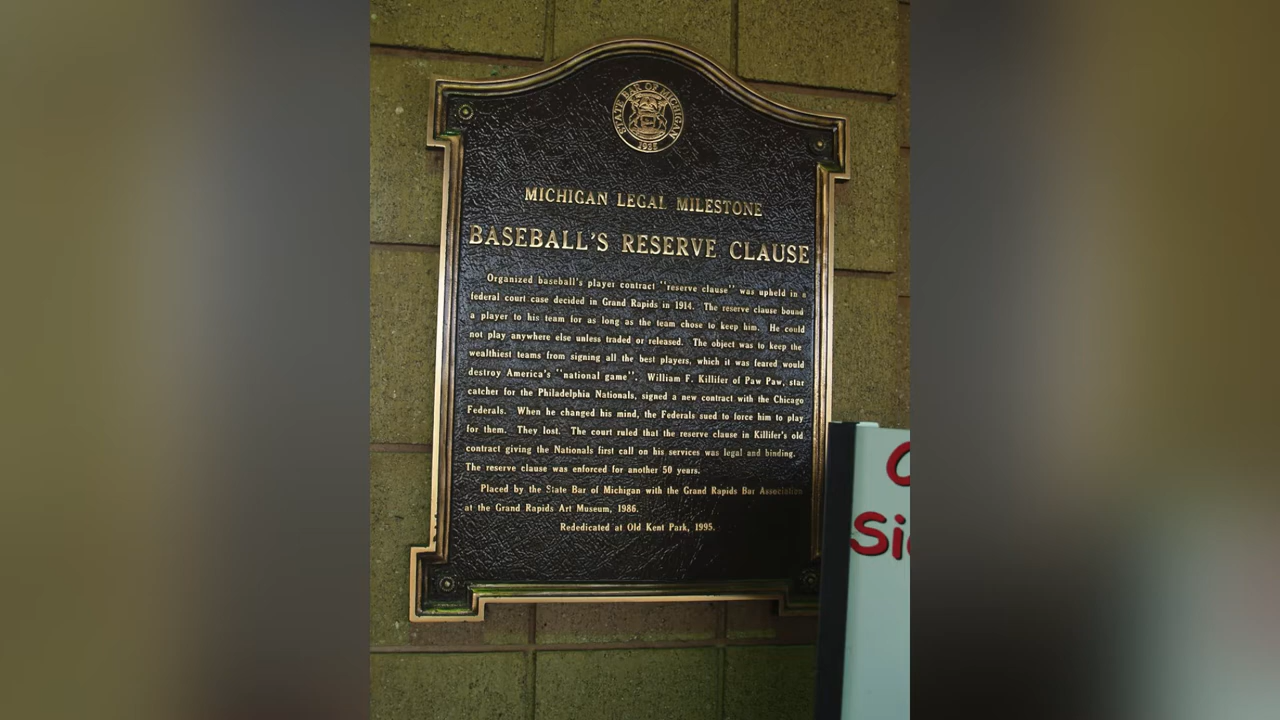 STATE BAR OF MICHIGAN
1935
MICHIGAN LEGAL MILESTONE
BASEBALL'S RESERVE CLAUSE
Organized baseball's player contract "reserve clause" was upheld in a
federal court case decided in Grand Rapids in 1914. The reserve clause bound
a player to his team for as long as the team chose to keep him. He could
not play anywhere else unless traded or released. The object was to keep the
wealthiest teams from signing all the best players, which it was feared would
destroy America's "national game". William F. Killifer of Paw Paw, star
catcher for the Philadelphia Nationals, signed a new contract with the Chicago
Federals. When he changed his mind, the Federals sued to force him to play
for them. They lost. The court ruled that the reserve clause in Killifer's old
contract giving the Nationals first call on his services was legal and binding.
The reserve clause was enforced for another 50 years.
Placed by the State Bar of Michigan with the Grand Rapids Bar Association
at the Grand Rapids Art Museum, 1986.
Rededicated at Old Kent Park, 1995.